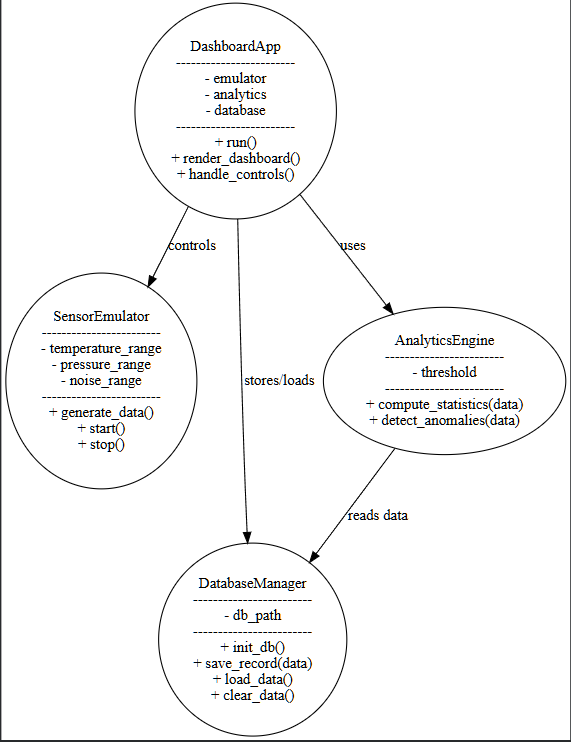 DashboardApp
------------------------
- emulator
- analytics
- database
------------------------
+ run()
+ render_dashboard()
+ handle_controls()
controls
uses
SensorEmulator
------------------------
- temperature_range
- pressure_range
- noise_range
------------------------
+ generate_data()
+ start()
+ stop()
AnalyticsEngine
------------------------
- threshold
------------------------
+ compute_statistics(data)
+ detect_anomalies(data)
stores/loads
reads data
DatabaseManager
------------------------
- db_path
------------------------
+ init_db()
+ save_record(data)
+ load_data()
+ clear_data()